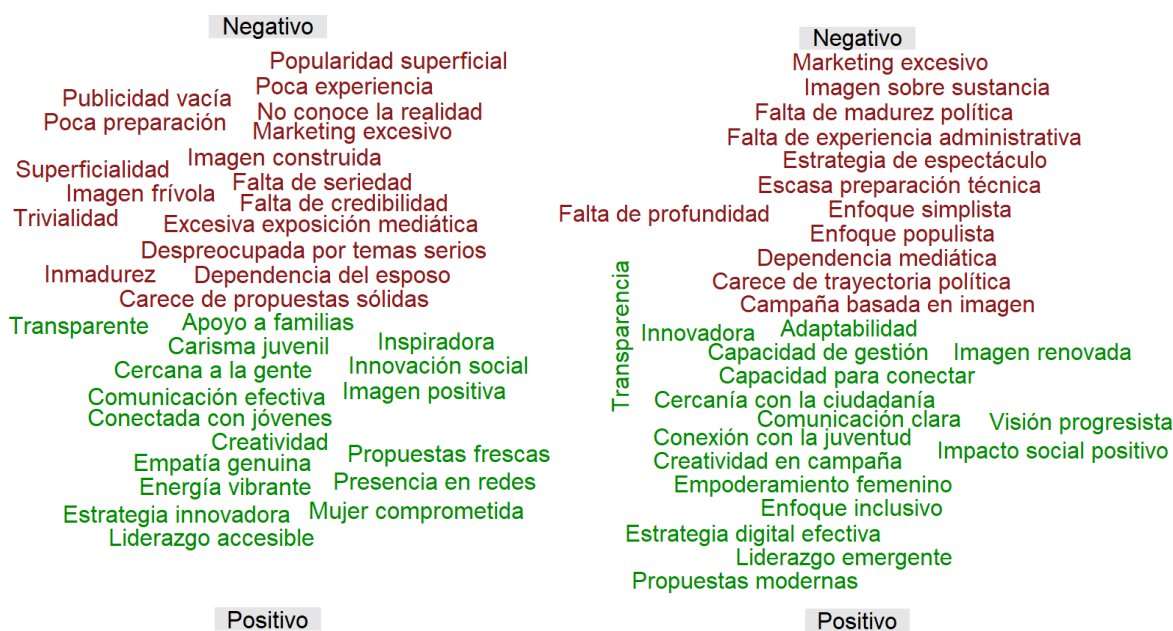 Negativo
Popularidad superficial
Poca experiencia
Publicidad vacía
No conoce la realidad
Poca preparación
Marketing excesivo
Imagen construida
Superficialidad
Falta de seriedad
Imagen frívola
Falta de credibilidad
Trivialidad
Excesiva exposición mediática
Despreocupada por temas serios
Inmadurez
Dependencia del esposo
Carece de propuestas sólidas
Transparente
Apoyo a familias
Carisma juvenil
Inspiradora
Cercana a la gente
Innovación social
Comunicación efectiva
Imagen positiva
Conectada con jóvenes
Creatividad
Empatía genuina
Propuestas frescas
Energía vibrante
Presencia en redes
Estrategia innovadora
Mujer comprometida
Liderazgo accesible
Positivo
Negativo
Marketing excesivo
Imagen sobre sustancia
Falta de madurez política
Falta de experiencia administrativa
Estrategia de espectáculo
Escasa preparación técnica
Falta de profundidad
Enfoque simplista
Enfoque populista
Dependencia mediática
Carece de trayectoria política
Campaña basada en imagen
Transparencia
Innovadora
Adaptabilidad
Capacidad de gestión
Imagen renovada
Capacidad para conectar
Cercanía con la ciudadanía
Comunicación clara
Visión progresista
Conexión con la juventud
Impacto social positivo
Creatividad en campaña
Empoderamiento femenino
Enfoque inclusivo
Estrategia digital efectiva
Liderazgo emergente
Propuestas modernas
Positivo